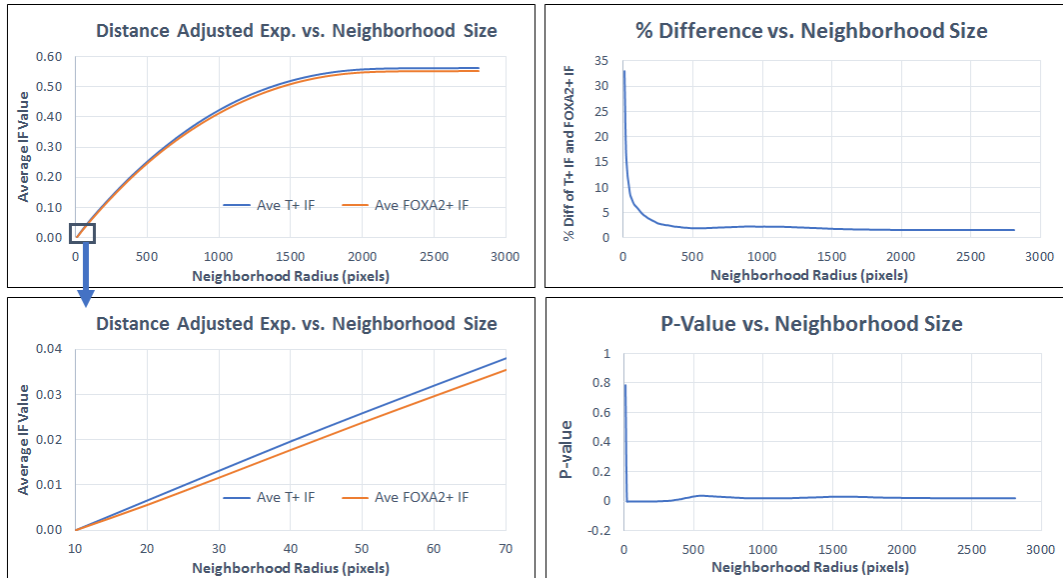 Distance Adjusted Exp. vs. Neighborhood Size
Average IF Value
0.60
0.50
0.40
0.30
0.20
0.10
0.00
Ave T+ IF
Ave FOXA2+ IF
0 500 1000 1500 2000 2500 3000
Neighborhood Radius (pixels)
% Difference vs. Neighborhood Size
% Diff of T+ IF and FOXA2+ IF
35
30
25
20
15
10
5
0
0 500 1000 1500 2000 2500 3000
Neighborhood Radius (pixels)
Distance Adjusted Exp. vs. Neighborhood Size
Average IF Value
0.04
0.03
0.02
0.01
0.00
Ave T+ IF
Ave FOXA2+ IF
10 20 30 40 50 60 70
Neighborhood Radius (pixels)
P-Value vs. Neighborhood Size
P-value
1
0.8
0.6
0.4
0.2
0
-0.2
0 500 1000 1500 2000 2500 3000
Neighborhood Radius (pixels)